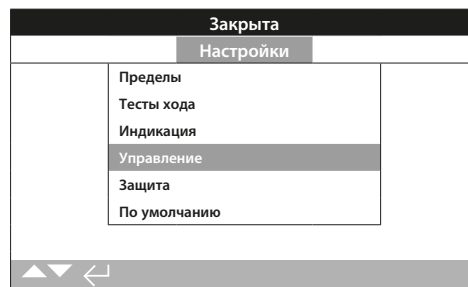 Закрыта
Настройки
Пределы
Тесты хода
Индикация
Управление
Защита
По умолчанию